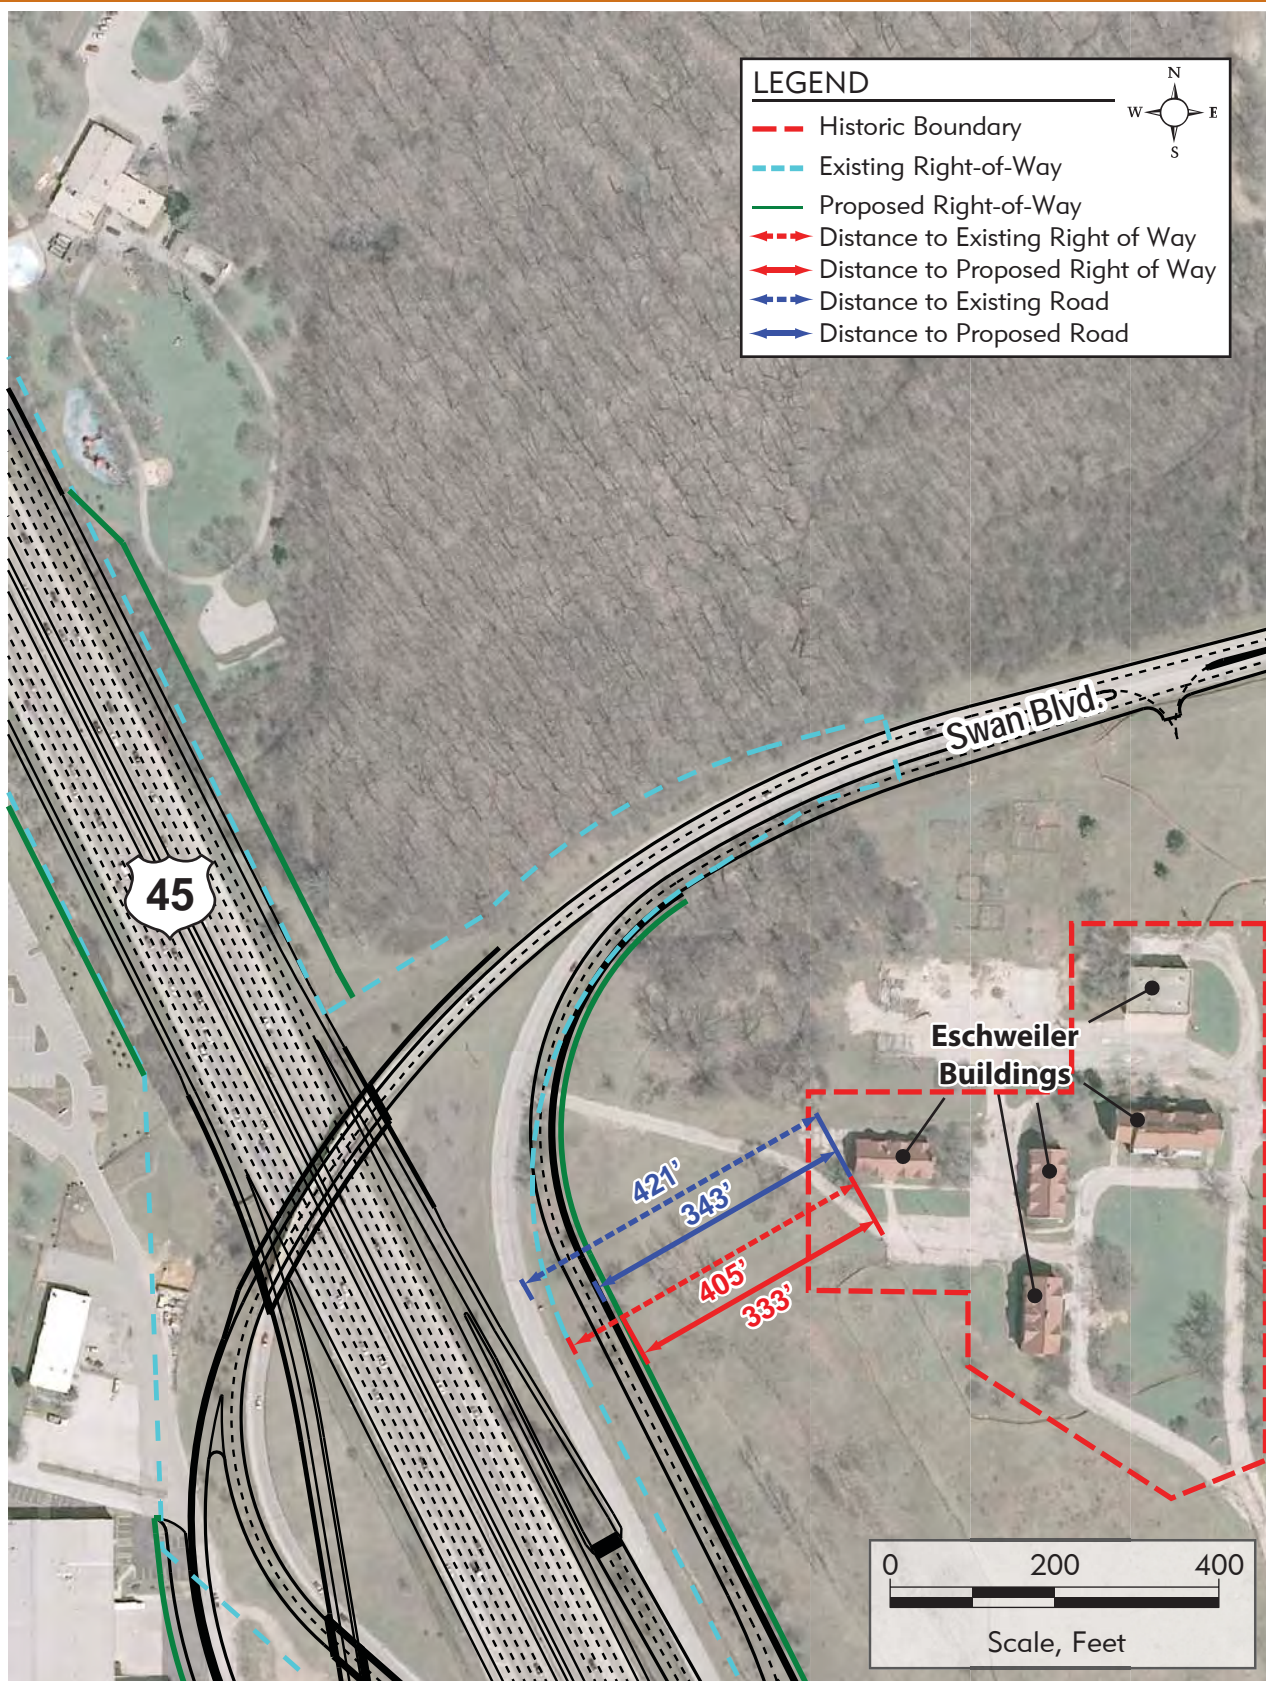 LEGEND
N
W
E
S
Historic Boundary
Existing Right-of-Way
Proposed Right-of-Way
Distance to Existing Right of Way
Distance to Proposed Right of Way
Distance to Existing Road
Distance to Proposed Road
Swan Blvd.
45
Eschweiler
Buildings
421’
343’
405’
333’
0 200 400
Scale, Feet